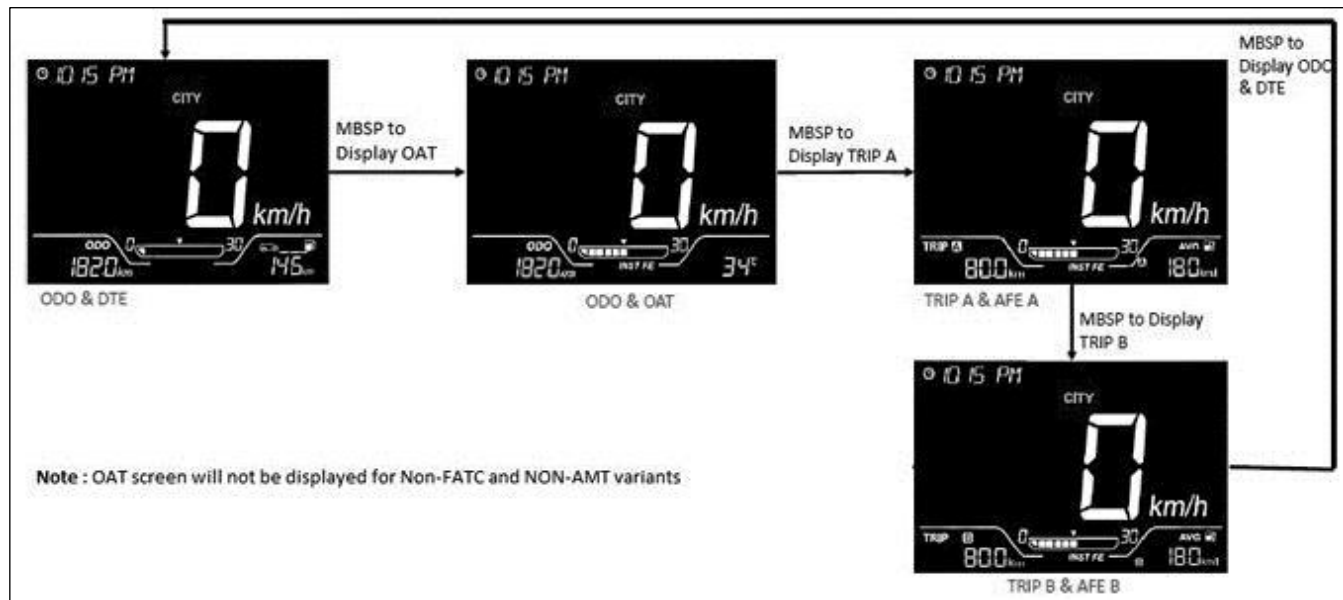 MBSP to
Display ODO
& DTE
10:15 PM
CITY
0
km/h
ODO
0
30
1820km
145km
ODO & DTE
MBSP to
Display OAT
10:15 PM
CITY
0
km/h
ODO
0
30
1820km
INST FE
34°C
ODO & OAT
MBSP to
Display TRIP A
10:15 PM
CITY
0
km/h
TRIP A
0
30
AVG
80.0km
INST FE
A
18.0km/l
TRIP A & AFE A
MBSP to Display
TRIP B
10:15 PM
CITY
0
km/h
TRIP B
0
30
AVG
80.0km
INST FE
B
18.0km/l
TRIP B & AFE B
Note : OAT screen will not be displayed for Non-FATC and NON-AMT variants